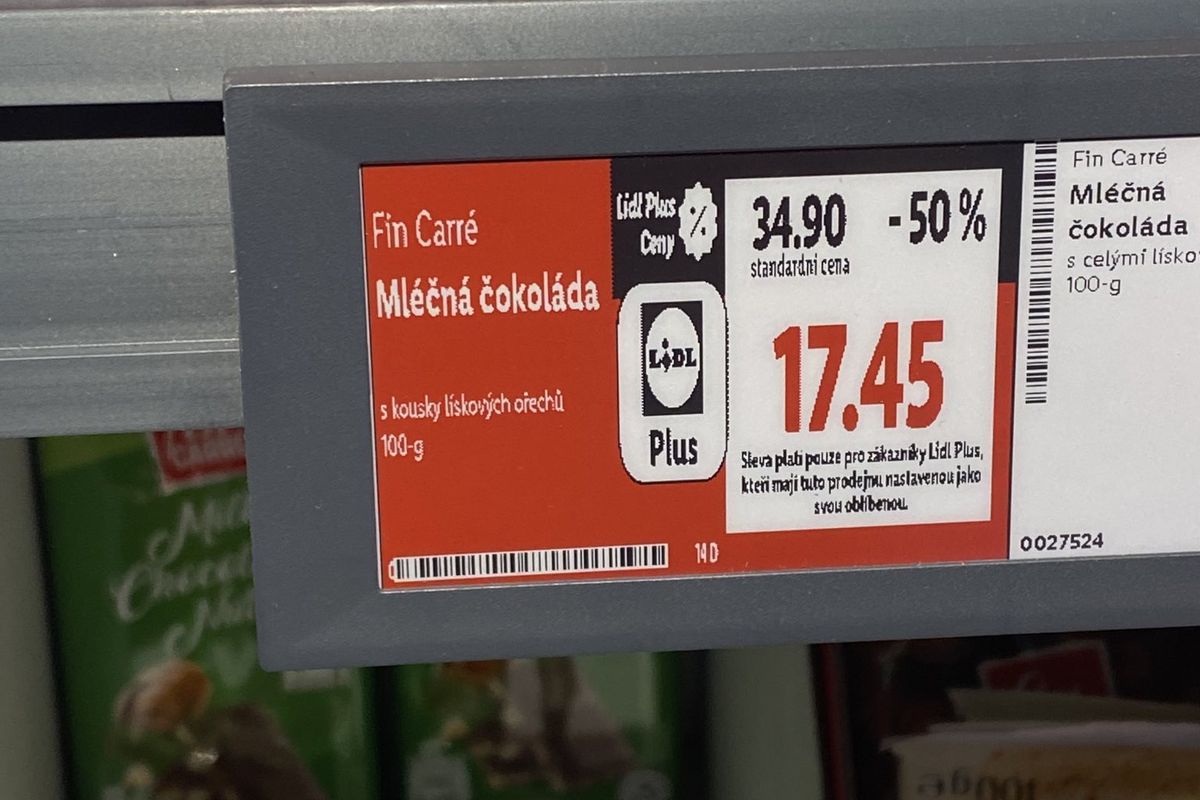 Fin Carré
Mléčná čokoláda
s kousky lískových ořechů
100-g
14D
Lidl Plus
Ceny
%
LIDL
Plus
34.90 -50%
standardní cena
17.45
Sleva platí pouze pro zákazníky Lidl Plus,
kteří mají tuto prodejnu nastavenou jako
svou oblíbenou.
Fin Carré
Mléčná
čokoláda
s celými
100-g
0027524